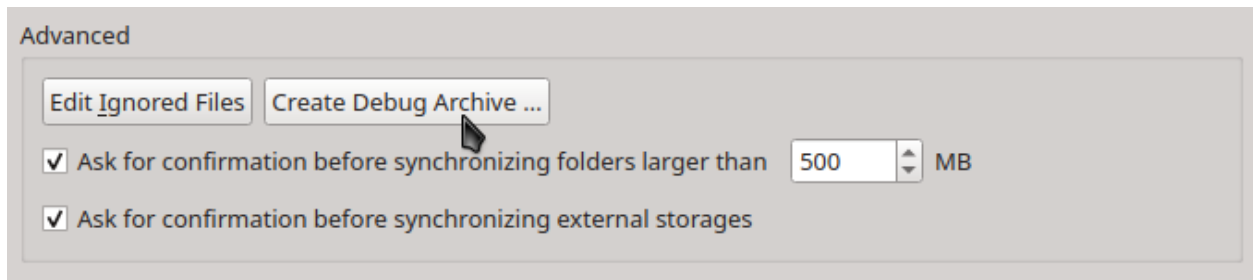 Advanced
Edit Ignored Files Create Debug Archive ...
Ask for confirmation before synchronizing folders larger than 500 MB
Ask for confirmation before synchronizing external storages